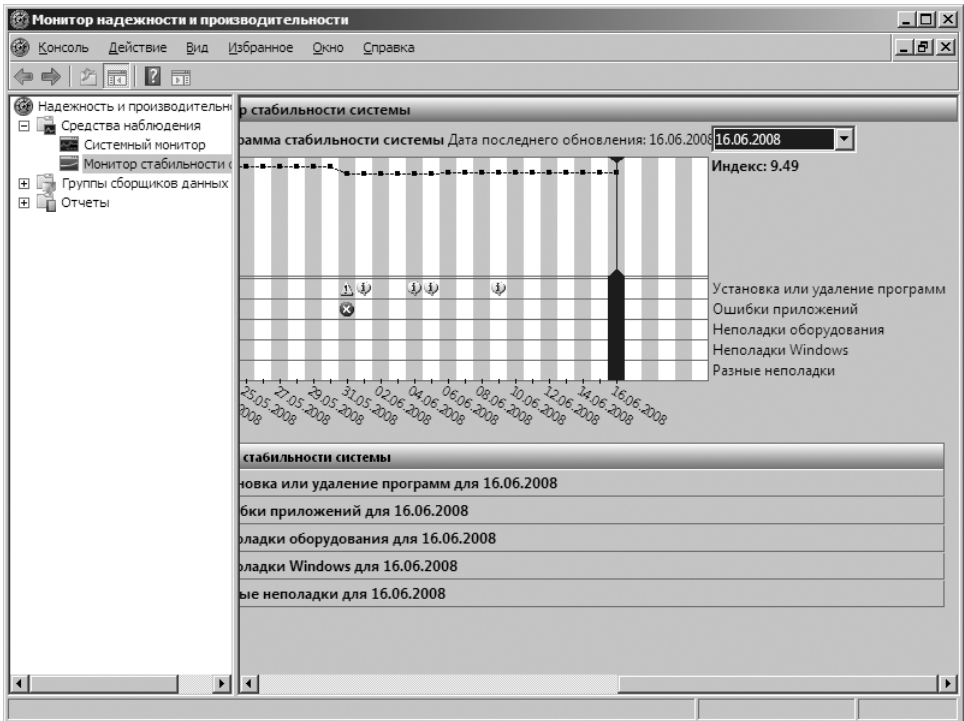 Монитор надежности и производительности
Консоль Действие Вид Избранное Окно Справка
Надежность и производительн
Средства наблюдения
Системный монитор
Монитор стабильности с
Группы сборщиков данных
Отчеты
р стабильности системы
рамма стабильности системы Дата последнего обновления: 16.06.2008
16.06.2008
Индекс: 9.49
Установка или удаление программ
Ошибки приложений
Неполадки оборудования
Неполадки Windows
Разные неполадки
25.05.2008 27.05.2008 29.05.2008 31.05.2008 02.06.2008 04.06.2008 06.06.2008 08.06.2008 10.06.2008 12.06.2008 14.06.2008 16.06.2008
стабильности системы
новка или удаление программ для 16.06.2008
бки приложений для 16.06.2008
оладки оборудования для 16.06.2008
оладки Windows для 16.06.2008
ые неполадки для 16.06.2008